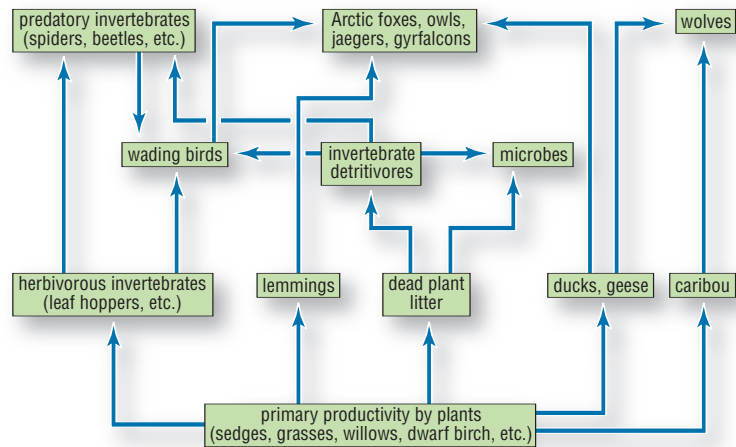 predatory invertebrates
(spiders, beetles, etc.)
Arctic foxes, owls,
jaegers, gyrfalcons
wolves
wading birds
invertebrate
detritivores
microbes
herbivorous invertebrates
(leaf hoppers, etc.)
lemmings
dead plant
litter
ducks, geese
caribou
primary productivity by plants
(sedges, grasses, willows, dwarf birch, etc.)